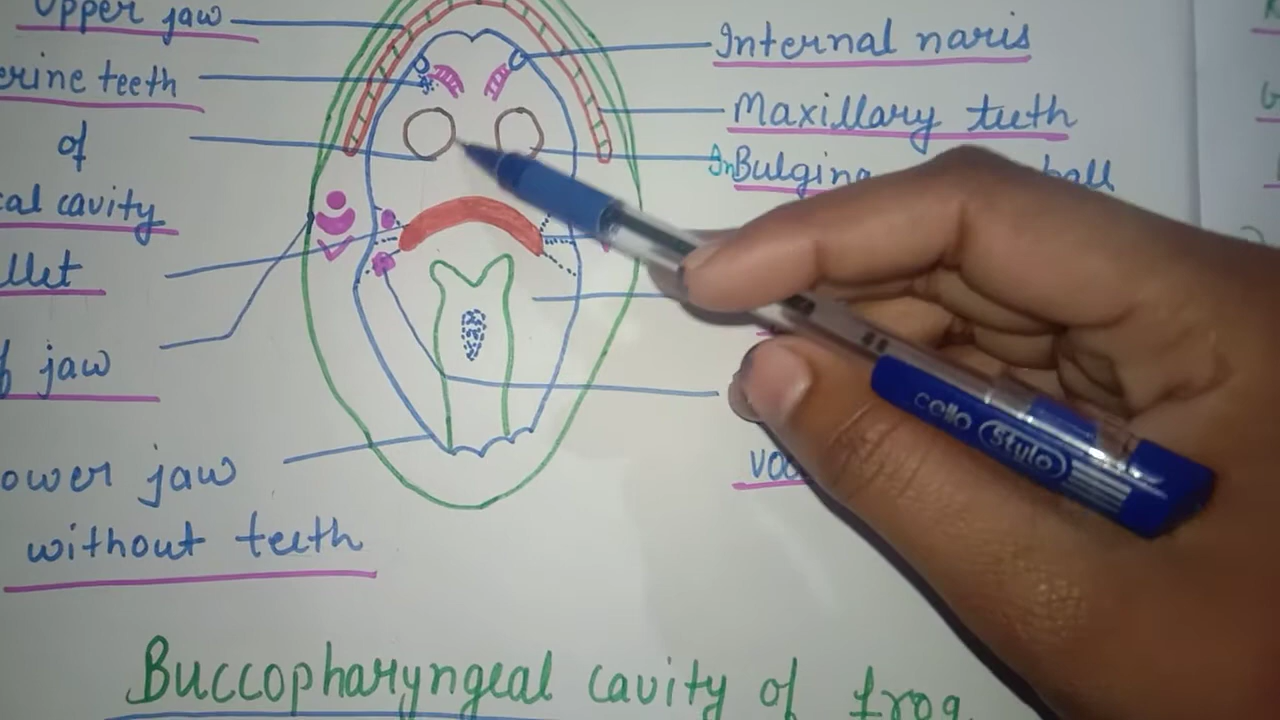 Upper jaw
Internal naris
erine teeth
Maxillary teeth
of
Bulging ball
cal cavity
llet
f jaw
ower jaw
without teeth
voc
Buccopharyngeal cavity of frog
cello Stylo